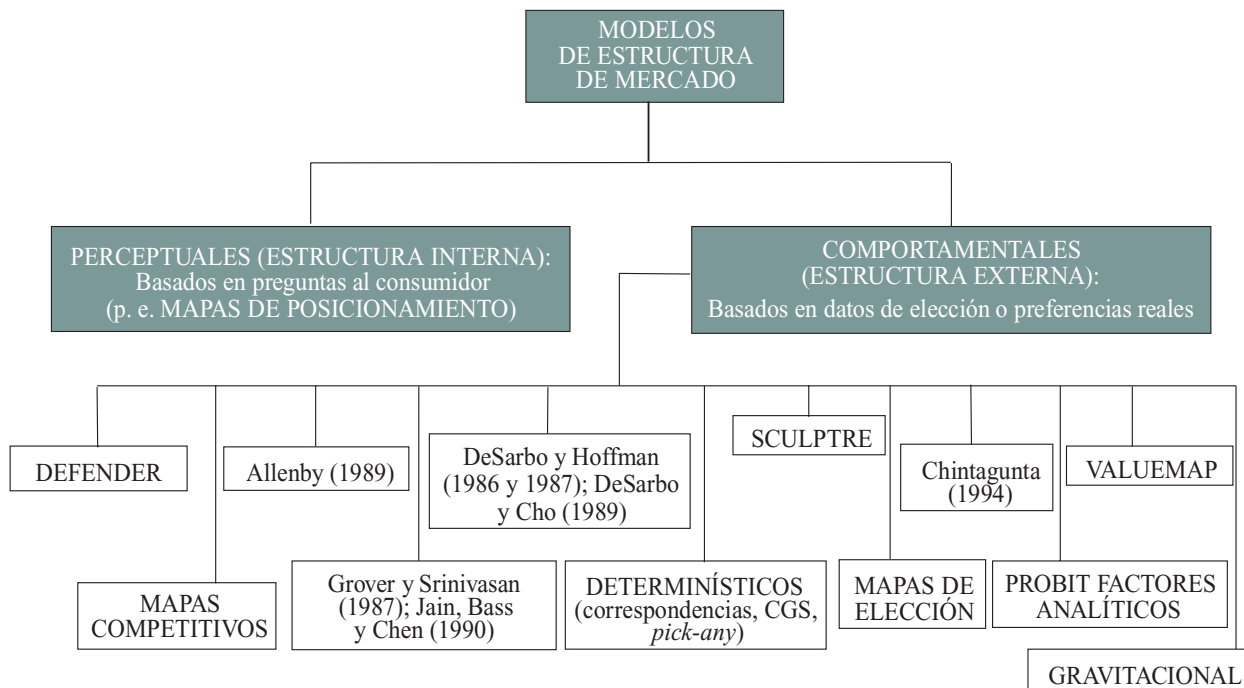 MODELOS
DE ESTRUCTURA
DE MERCADO
PERCEPTUALES (ESTRUCTURA INTERNA):
Basados en preguntas al consumidor
(p. e. MAPAS DE POSICIONAMIENTO)
COMPORTAMENTALES
(ESTRUCTURA EXTERNA):
Basados en datos de elección o preferencias reales
DEFENDER
Allenby (1989)
DeSarbo y Hoffman
(1986 y 1987); DeSarbo
y Cho (1989)
SCULPTRE
Chintagunta
(1994)
VALUEMAP
MAPAS
COMPETITIVOS
Grover y Srinivasan
(1987); Jain, Bass
y Chen (1990)
DETERMINÍSTICOS
(correspondencias, CGS,
pick-any)
MAPAS DE
ELECCIÓN
PROBIT FACTORES
ANALÍTICOS
GRAVITACIONAL